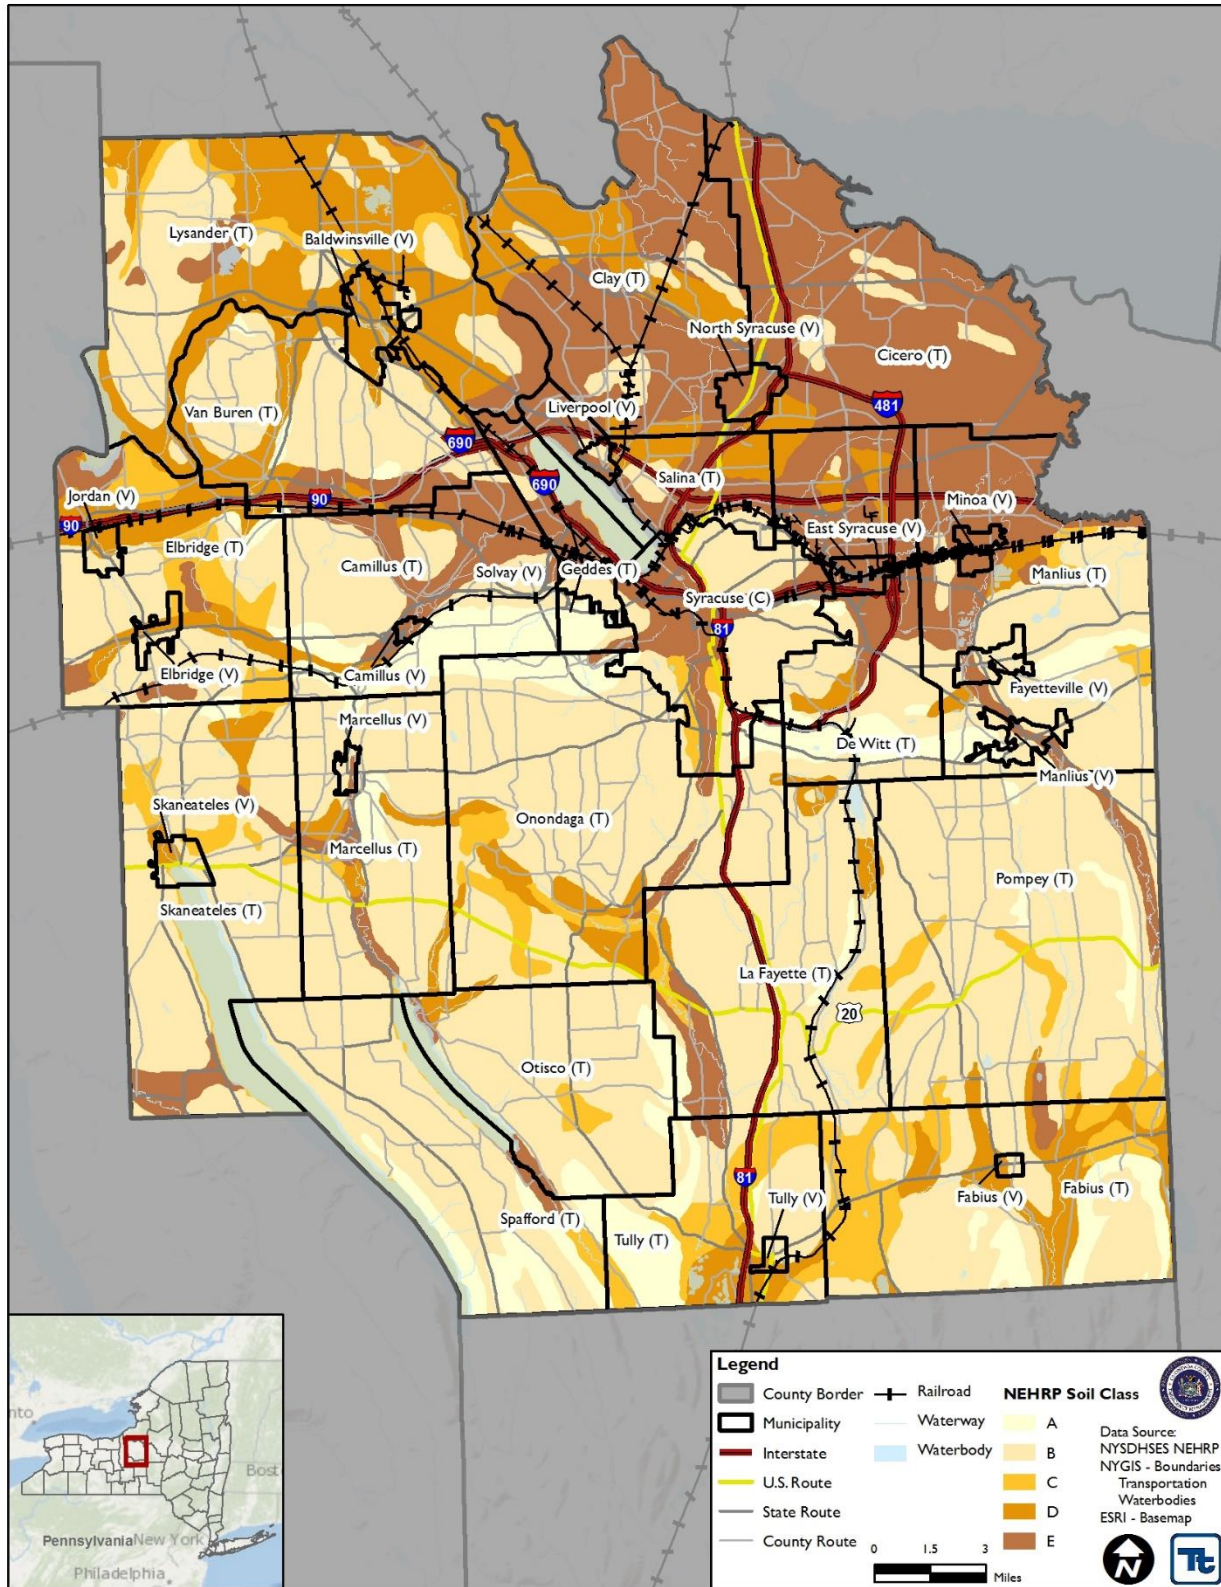 Lysander (T)
Baldwinsville (V)
Clay (T)
North Syracuse (V)
Cicero (T)
Van Buren (T)
Liverpool (V)
481
690
690
Salina (T)
Jordan (V)
90
90
Minoa (V)
East Syracuse (V)
Elbridge (T)
Camillus (T)
Solvay (V)
Geddes (T)
Manlius (T)
Syracuse (C)
81
Elbridge (V)
Camillus (V)
Fayetteville (V)
Marcellus (V)
De Witt (T)
Manlius (V)
Skaneateles (V)
Onondaga (T)
Marcellus (T)
Pompey (T)
Skaneateles (T)
La Fayette (T)
20
Otisco (T)
81
Tully (V)
Fabius (V)
Fabius (T)
Spafford (T)
Tully (T)
Pennsylvania
New York
Philadelphia
Legend
County Border
Municipality
Interstate
U.S. Route
State Route
County Route
Railroad
Waterway
Waterbody
NEHRP Soil Class
A
B
C
D
E
Data Source:
NYSDHSES NEHRP
NYGIS - Boundaries
Transportation
Waterbodies
ESRI - Basemap
0 1.5 3
Miles
N
Tt